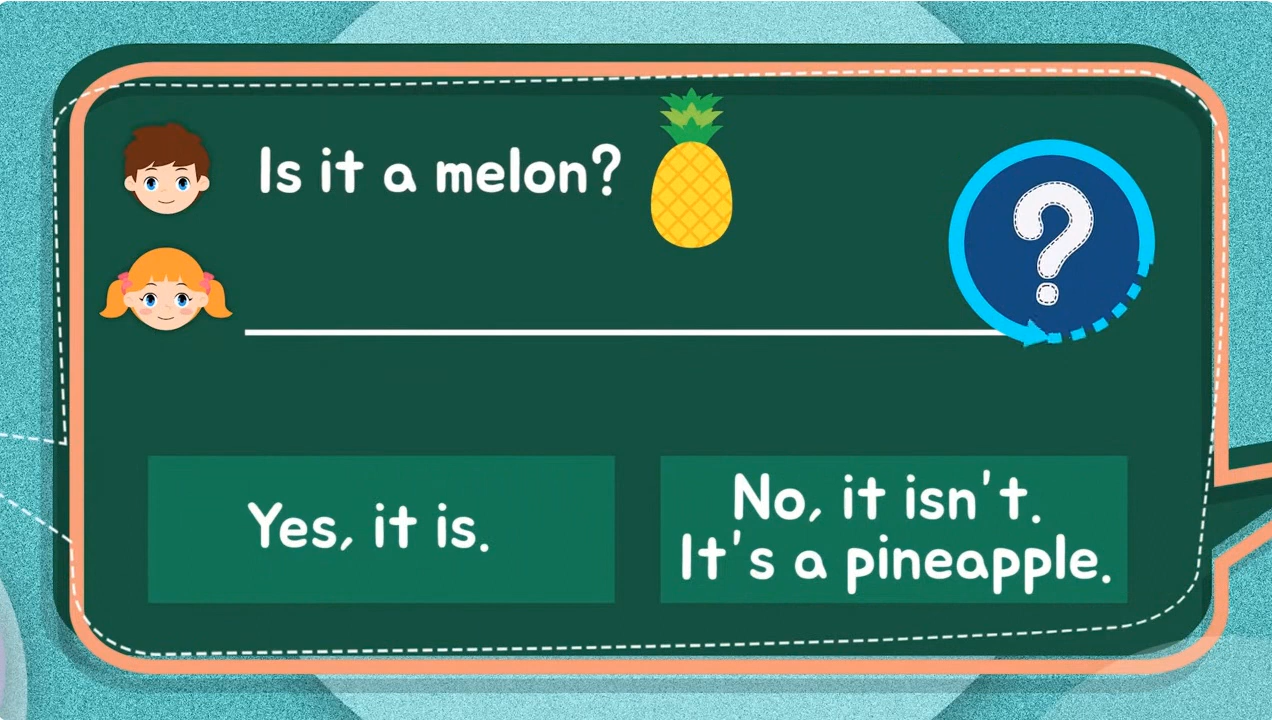 Is it a melon?
?
Yes, it is.
No, it isn't.
It's a pineapple.